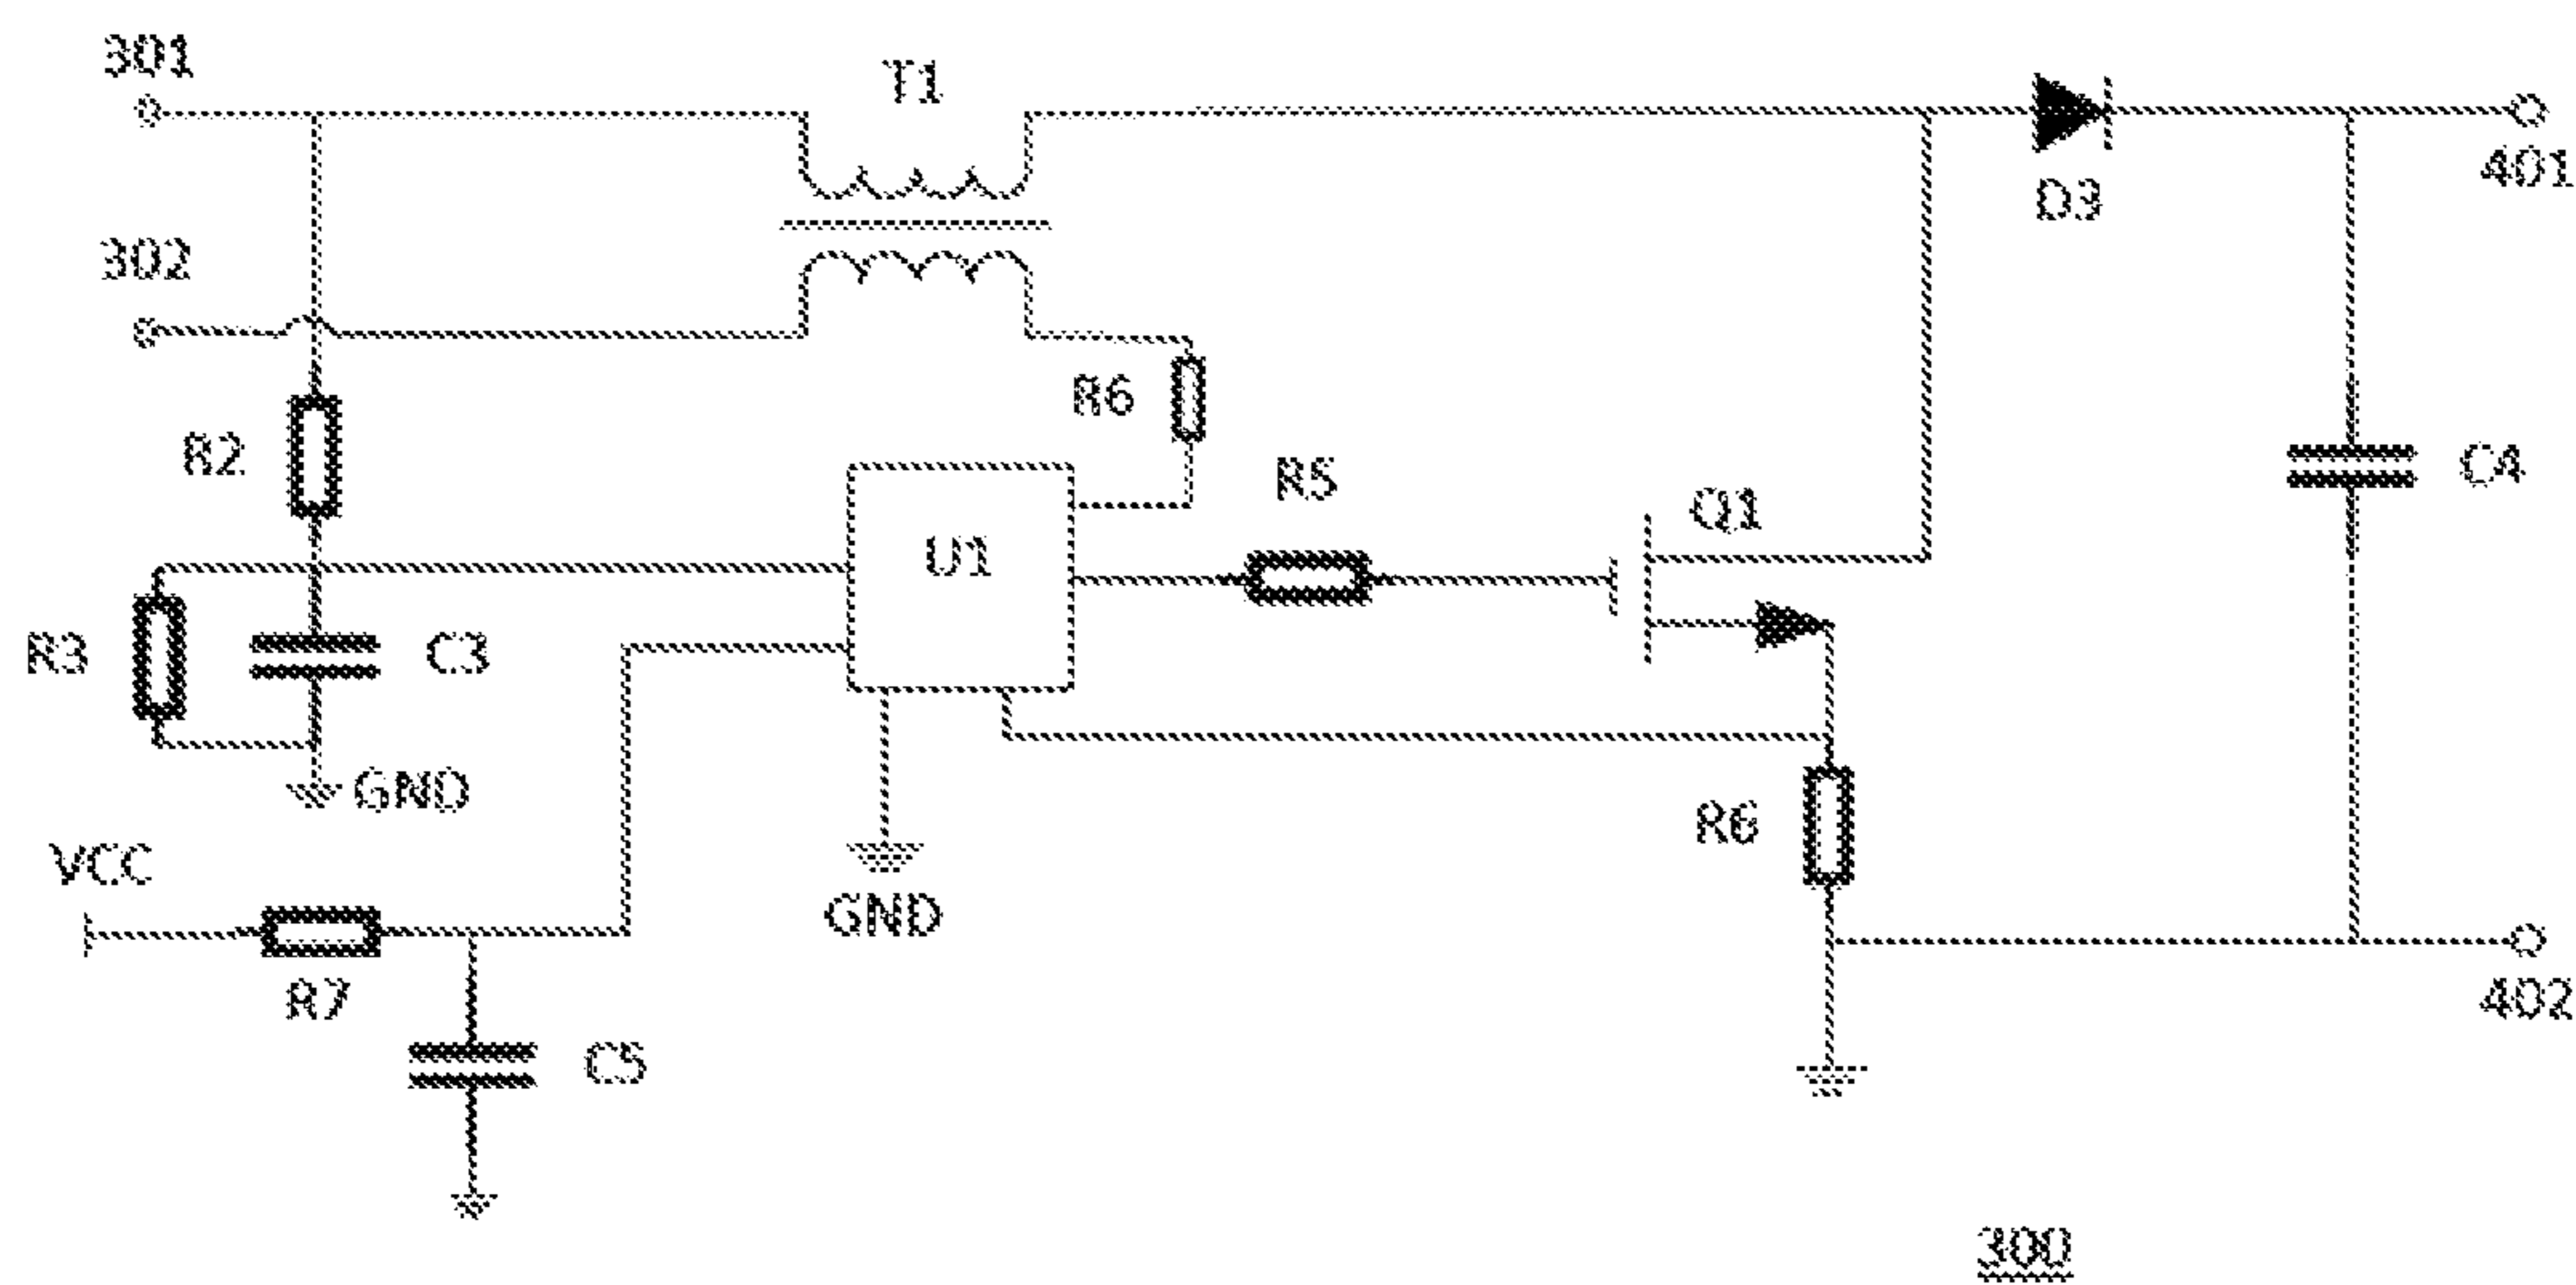 301
T1
401
D3
302
R6
R2
R5
Q1
C4
U1
R3
C3
GND
R6
VCC
GND
R7
402
C5
300